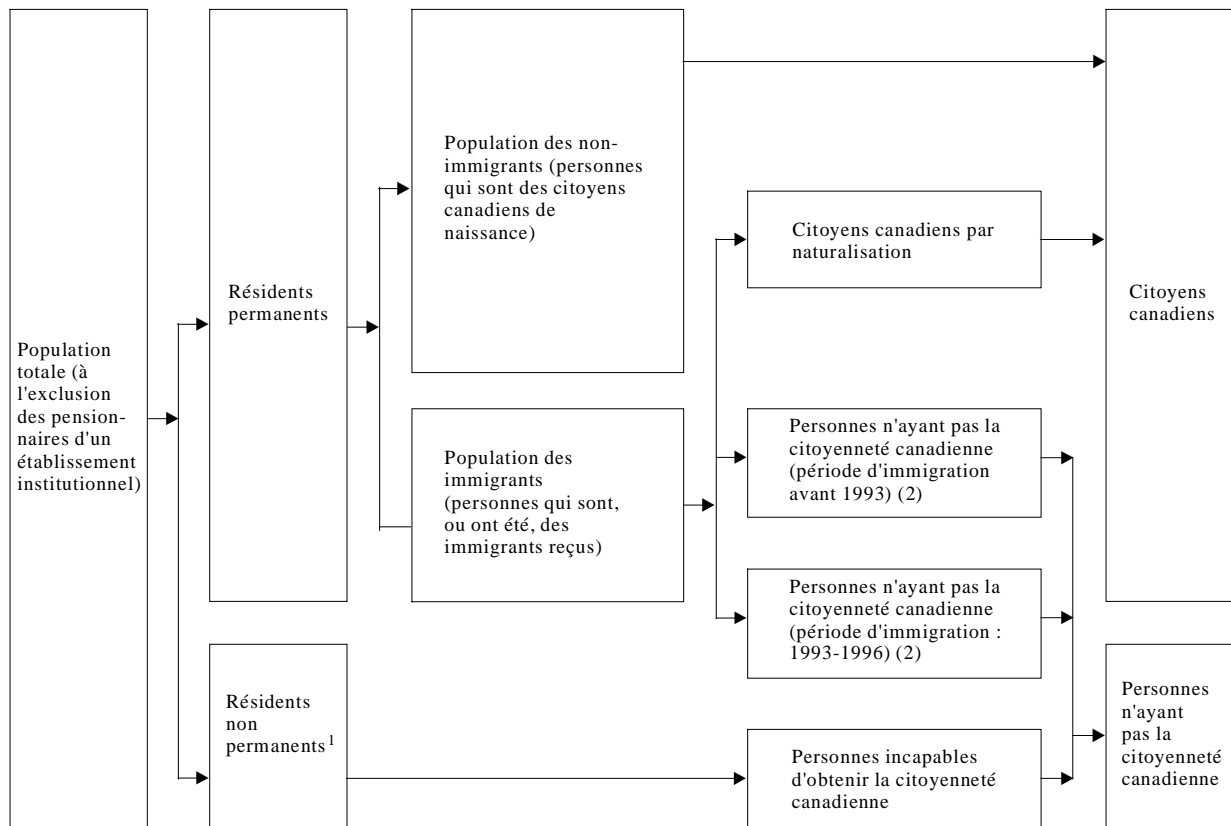 Population
totale (à
l'exclusion
des pension-
naires d'un
établissement
institutionnel)
Résidents
permanents
Résidents
non
permanents1
Population des non-
immigrants (personnes
qui sont des citoyens
canadiens de
naissance)
Population des
immigrants
(personnes qui sont,
ou ont été, des
immigrants reçus)
Citoyens canadiens par
naturalisation
Personnes n'ayant pas la
citoyenneté canadienne
(période d'immigration
avant 1993) (2)
Personnes n'ayant pas la
citoyenneté canadienne
(période d'immigration :
1993-1996) (2)
Personnes incapables
d'obtenir la citoyenneté
canadienne
Citoyens
canadiens
Personnes
n'ayant
pas la
citoyenneté
canadienne